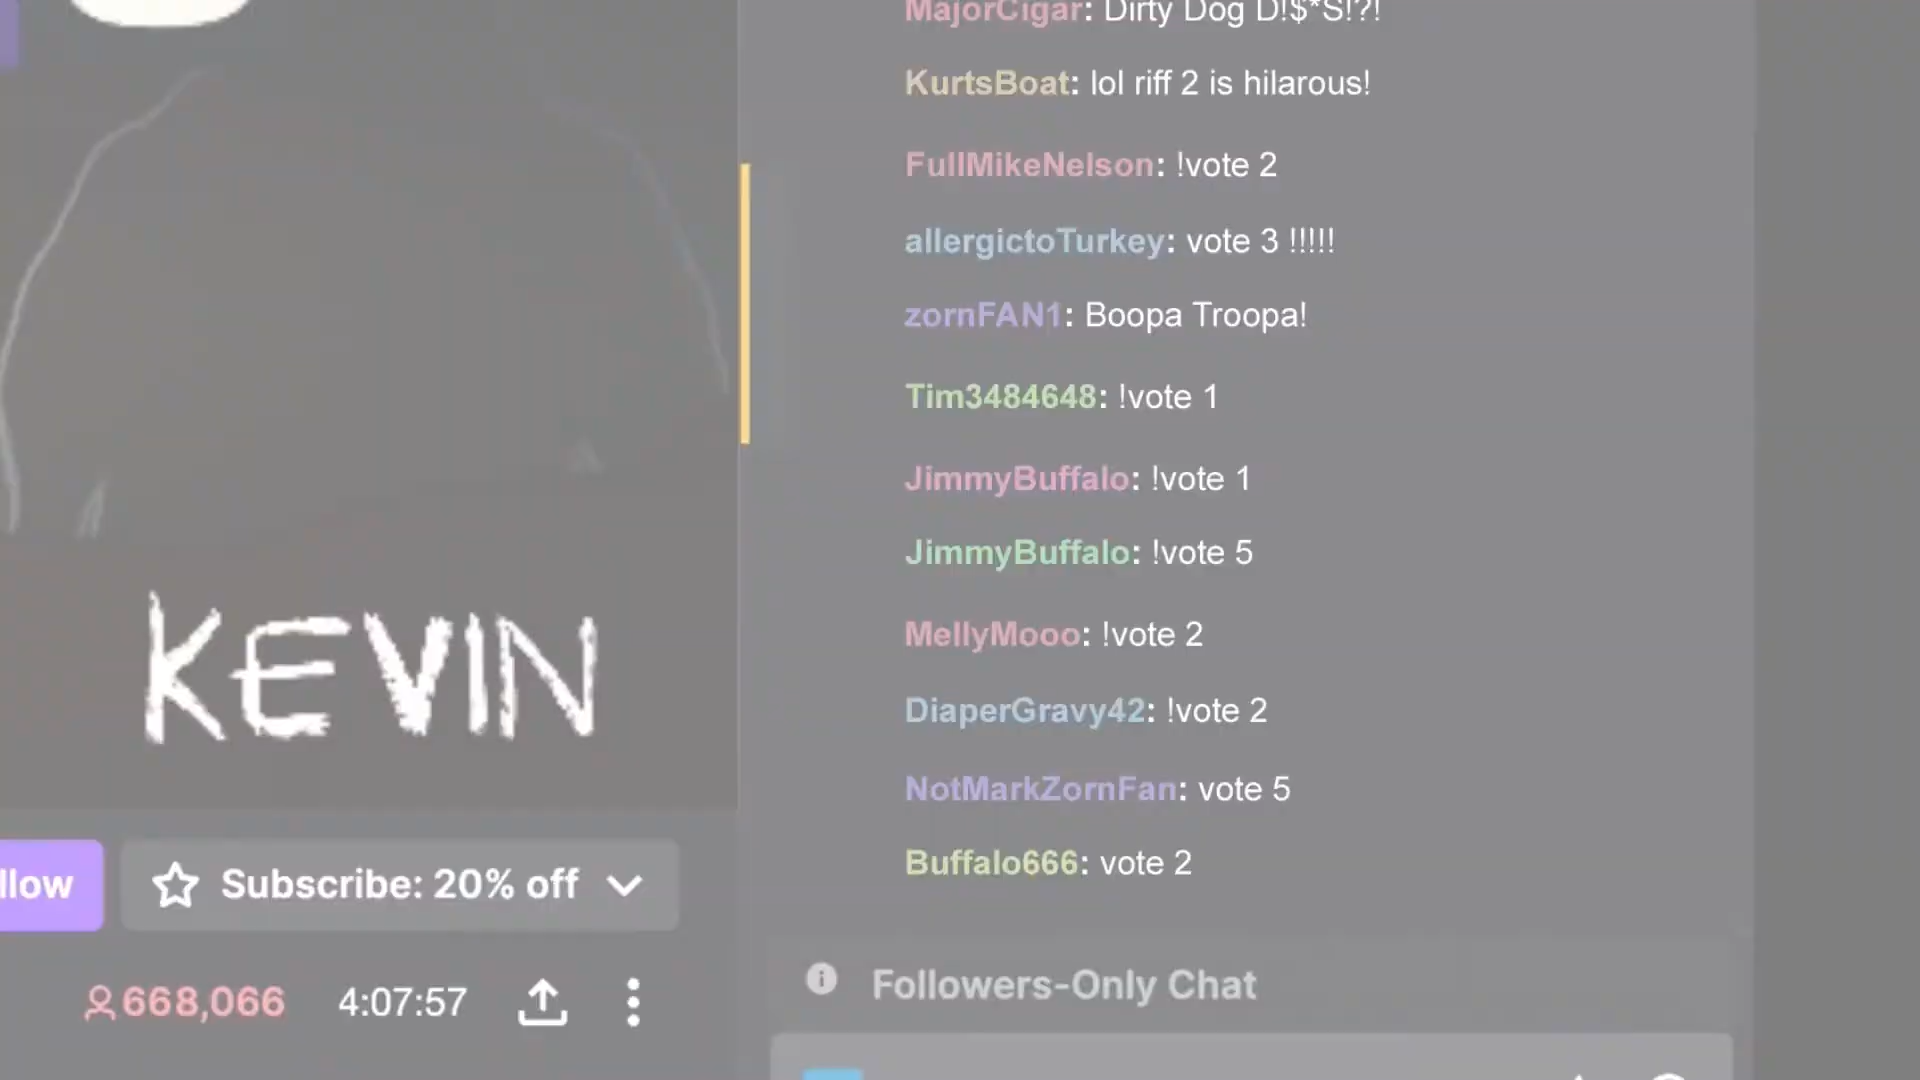 MajorCigar: Dirty Dog D!$*S!?!
KurtsBoat: lol riff 2 is hilarous!
FullMikeNelson: !vote 2
allergictoTurkey: vote 3 !!!!!
zornFAN1: Boopa Troopa!
Tim3484648: !vote 1
JimmyBuffalo: !vote 1
JimmyBuffalo: !vote 5
MellyMooo: !vote 2
DiaperGravy42: !vote 2
NotMarkZornFan: vote 5
Buffalo666: vote 2
KEVIN
llow
Subscribe: 20% off
668,066
4:07:57
Followers-Only Chat